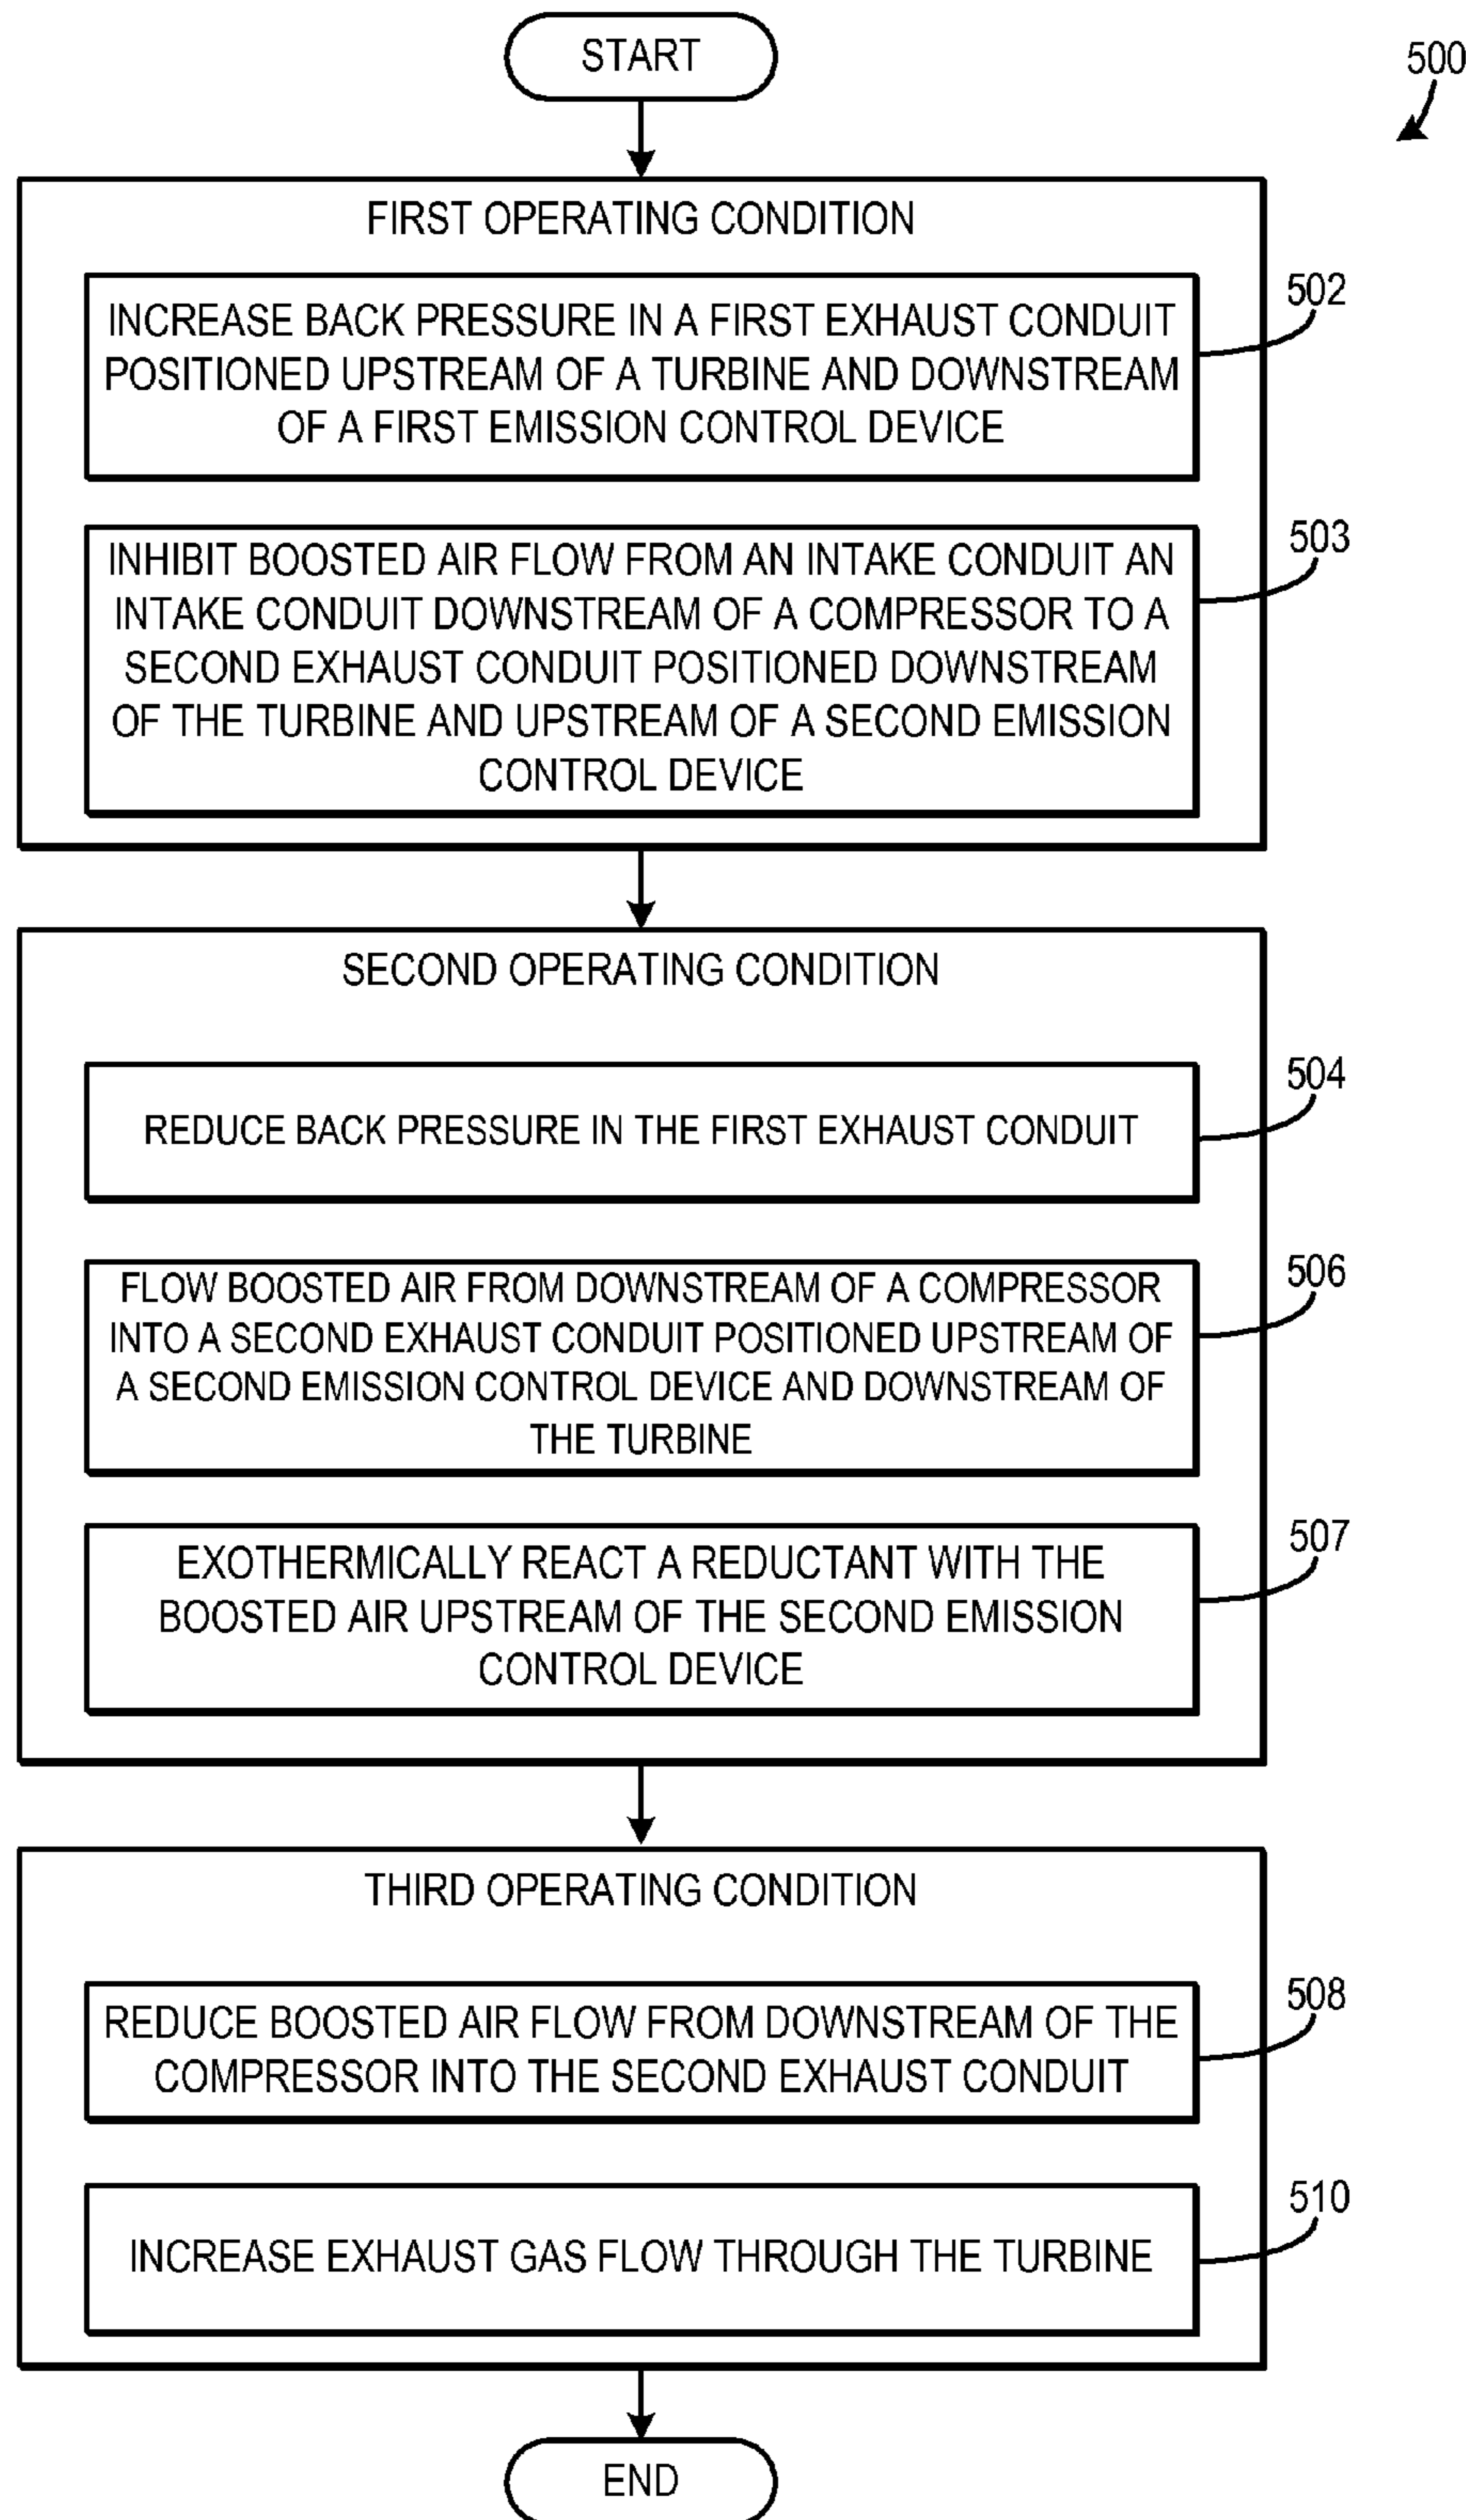 START
500
FIRST OPERATING CONDITION
502
INCREASE BACK PRESSURE IN A FIRST EXHAUST CONDUIT
POSITIONED UPSTREAM OF A TURBINE AND DOWNSTREAM
OF A FIRST EMISSION CONTROL DEVICE
503
INHIBIT BOOSTED AIR FLOW FROM AN INTAKE CONDUIT AN
INTAKE CONDUIT DOWNSTREAM OF A COMPRESSOR TO A
SECOND EXHAUST CONDUIT POSITIONED DOWNSTREAM
OF THE TURBINE AND UPSTREAM OF A SECOND EMISSION
CONTROL DEVICE
SECOND OPERATING CONDITION
504
REDUCE BACK PRESSURE IN THE FIRST EXHAUST CONDUIT
506
FLOW BOOSTED AIR FROM DOWNSTREAM OF A COMPRESSOR
INTO A SECOND EXHAUST CONDUIT POSITIONED UPSTREAM OF
A SECOND EMISSION CONTROL DEVICE AND DOWNSTREAM OF
THE TURBINE
507
EXOTHERMICALLY REACT A REDUCTANT WITH THE
BOOSTED AIR UPSTREAM OF THE SECOND EMISSION
CONTROL DEVICE
THIRD OPERATING CONDITION
508
REDUCE BOOSTED AIR FLOW FROM DOWNSTREAM OF THE
COMPRESSOR INTO THE SECOND EXHAUST CONDUIT
510
INCREASE EXHAUST GAS FLOW THROUGH THE TURBINE
END